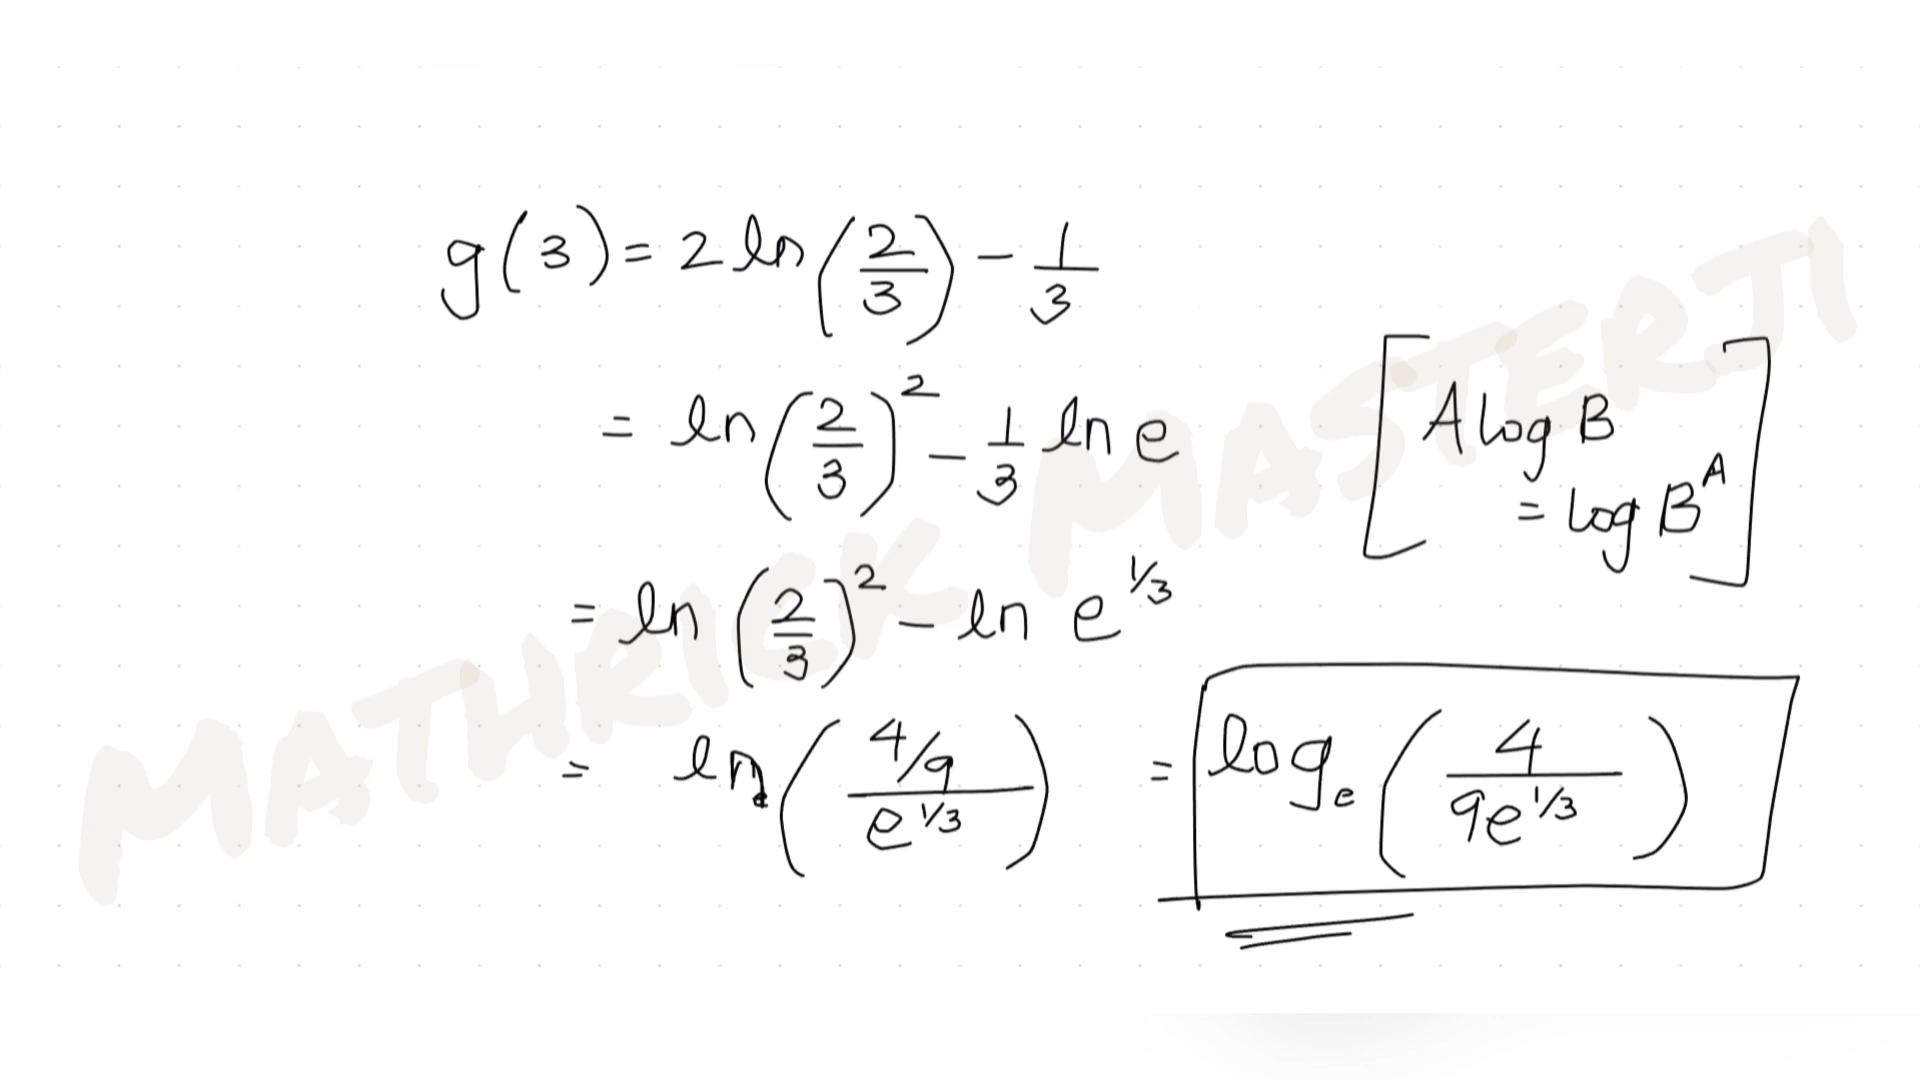 g(3) = 2 ln(2/3) - 1/3
= ln(2/3)² - 1/3 ln e
[A log B
= log B^A]
= ln(2/3)² - ln e^1/3
= ln((4/9)/(e^1/3)) = log_e(4/(9e^1/3))
MATHRICK MASTERJI